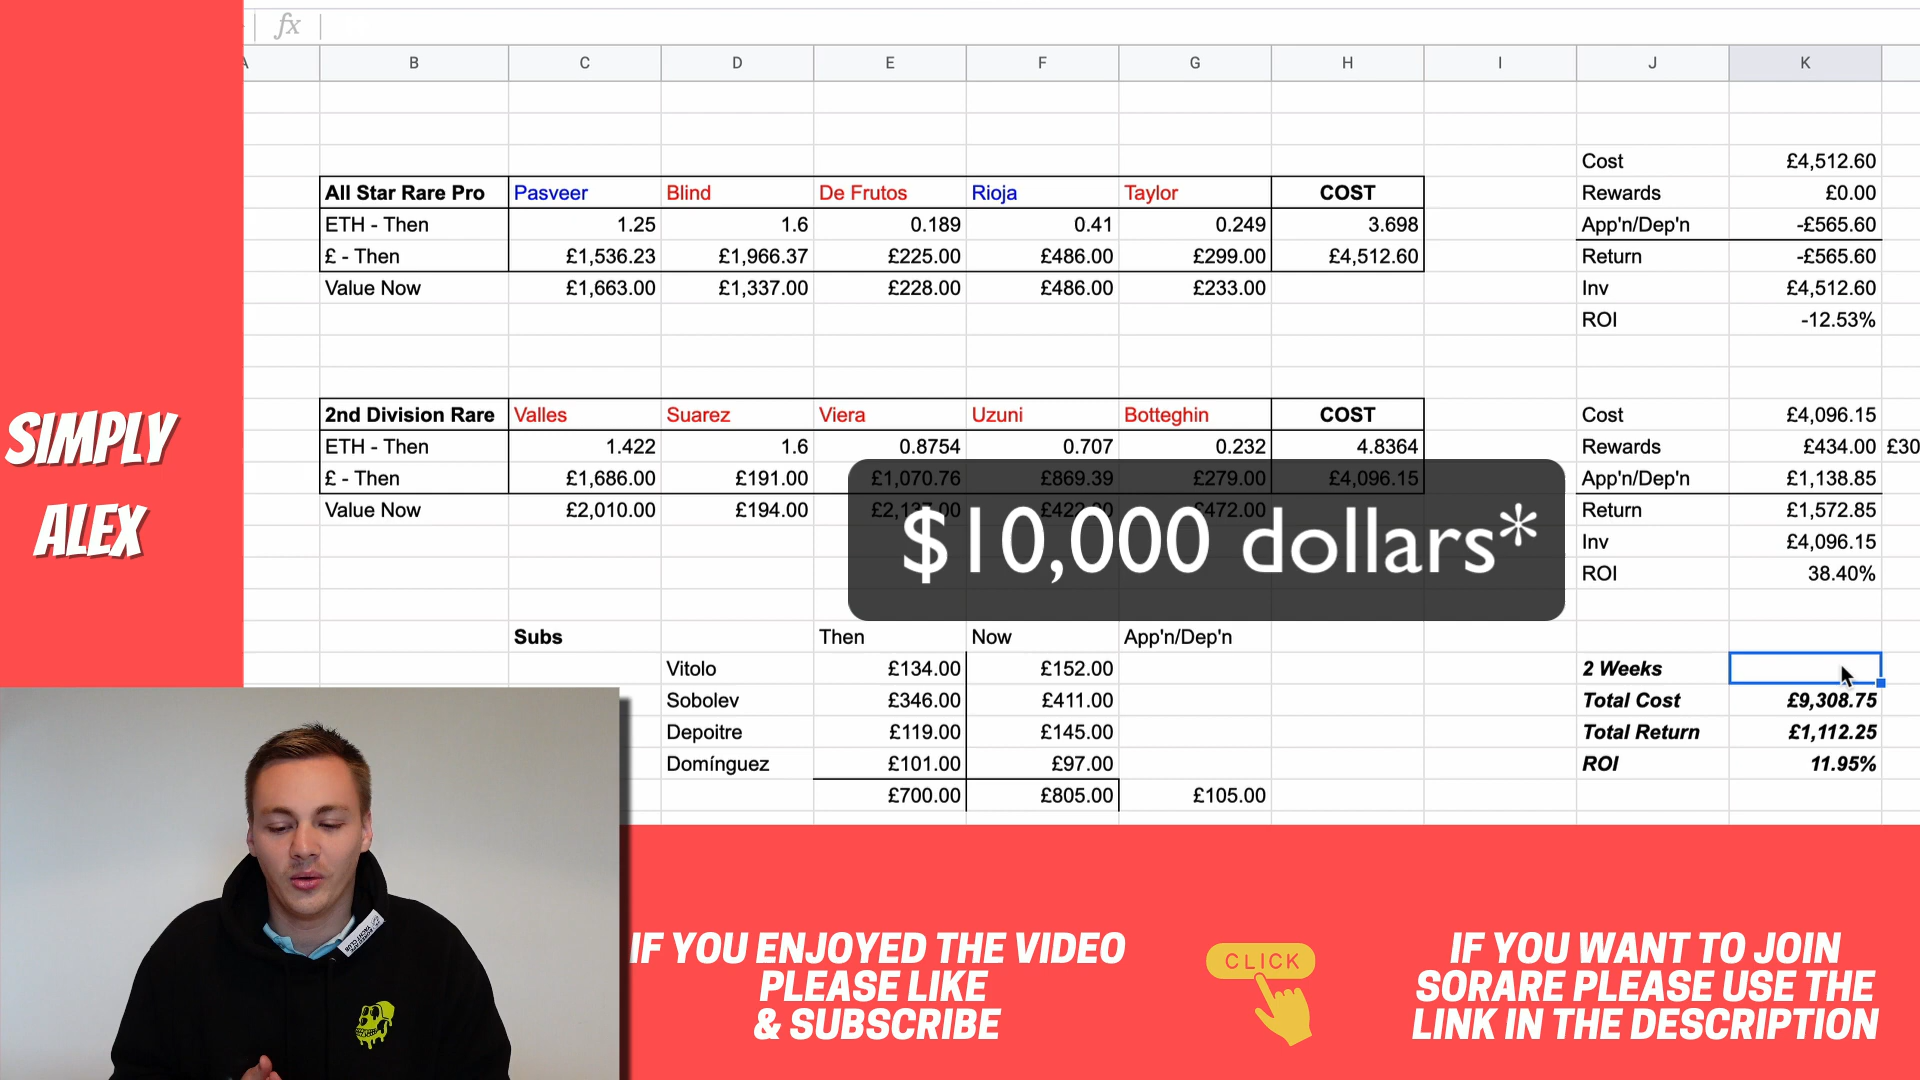 fx
A B C D E F G H I J K
Cost £4,512.60
All Star Rare Pro Pasveer Blind De Frutos Rioja Taylor COST Rewards £0.00
ETH - Then 1.25 1.6 0.189 0.41 0.249 3.698 App'n/Dep'n -£565.60
£ - Then £1,536.23 £1,966.37 £225.00 £486.00 £299.00 £4,512.60 Return -£565.60
Value Now £1,663.00 £1,337.00 £228.00 £486.00 £233.00 Inv £4,512.60
ROI -12.53%
2nd Division Rare Valles Suarez Viera Uzuni Botteghin COST Cost £4,096.15
ETH - Then 1.422 1.6 0.8754 0.707 0.232 4.8364 Rewards £434.00 £30
£ - Then £1,686.00 £191.00 £1,070.76 £869.39 £279.00 £4,096.15 App'n/Dep'n £1,138.85
Value Now £2,010.00 £194.00 £472.00 Return £1,572.85
$10,000 dollars*
Inv £4,096.15
ROI 38.40%
Subs Then Now App'n/Dep'n
Vitolo £134.00 £152.00 2 Weeks
Sobolev £346.00 £411.00 Total Cost £9,308.75
Depoitre £119.00 £145.00 Total Return £1,112.25
Domínguez £101.00 £97.00 ROI 11.95%
£700.00 £805.00 £105.00
SIMPLY
ALEX
IF YOU ENJOYED THE VIDEO
PLEASE LIKE
& SUBSCRIBE
CLICK
IF YOU WANT TO JOIN
SORARE PLEASE USE THE
LINK IN THE DESCRIPTION